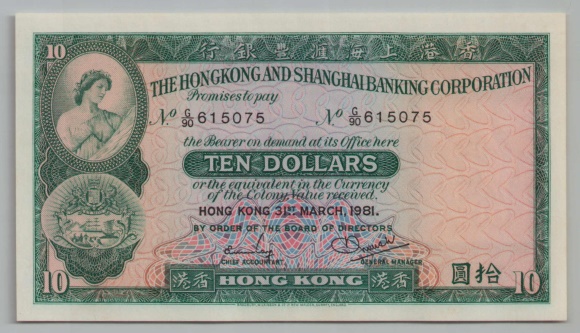 10
行銀豐滙海上港香
THE HONGKONG AND SHANGHAI BANKING CORPORATION
Promises to pay
No G/90 615075 No G/90 615075
the Bearer on demand at its Office here
TEN DOLLARS
or the equivalent in the Currency
of the Colony Value received.
HONG KONG 31ST MARCH, 1981.
BY ORDER OF THE BOARD OF DIRECTORS
CHIEF ACCOUNTANT GENERAL MANAGER
10 港香 HONG KONG 港香 圓拾 10